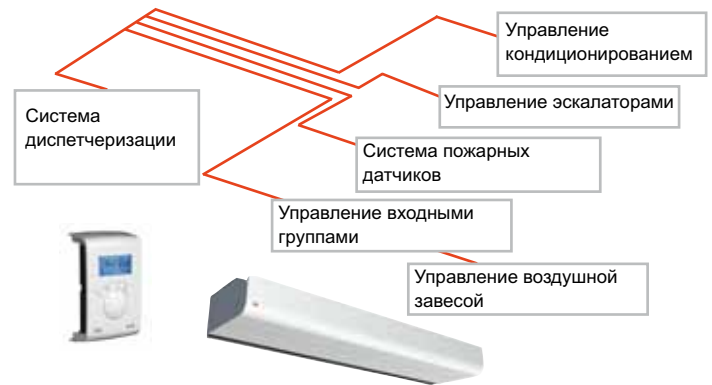 Управление
кондиционированием
Управление эскалаторами
Система
диспетчеризации
Система пожарных
датчиков
Управление входными
группами
Управление воздушной
завесой